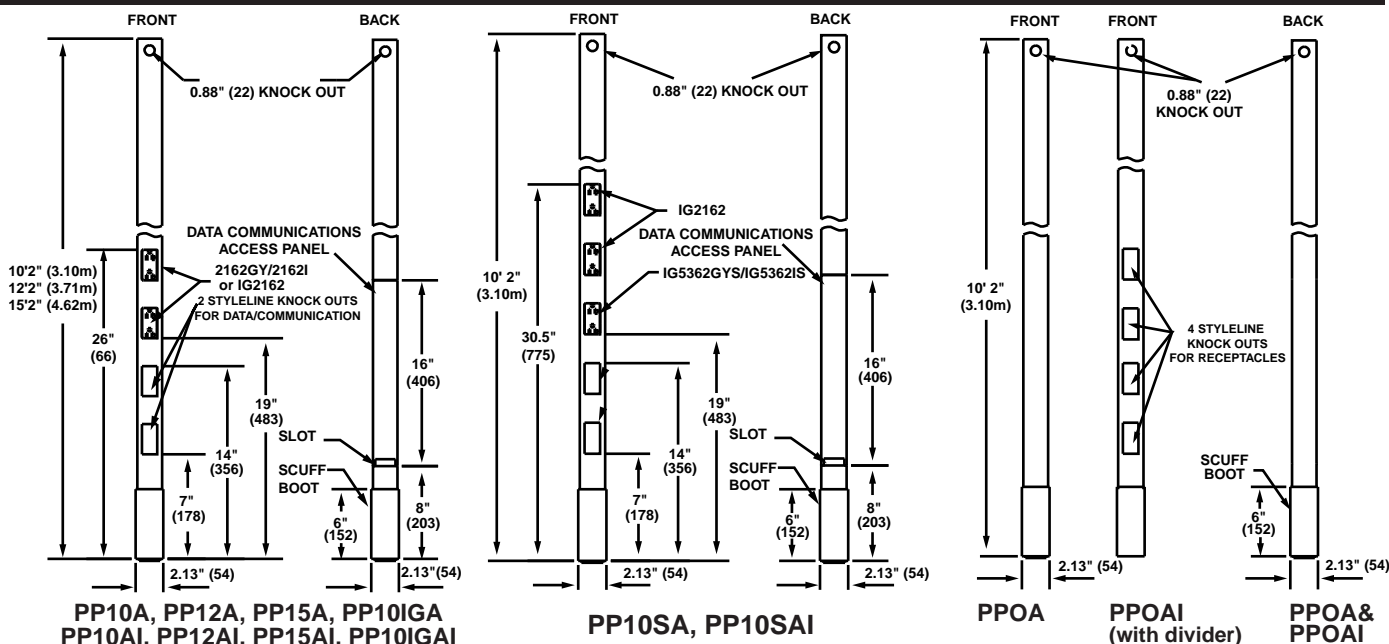 FRONT
BACK
0.88" (22) KNOCK OUT
DATA COMMUNICATIONS
ACCESS PANEL
2162GY/2162I
or IG2162
2 STYLELINE KNOCK OUTS
FOR DATA/COMMUNICATION
10'2" (3.10m)
12'2" (3.71m)
15'2" (4.62m)
26"
(66)
19"
(483)
14"
(356)
7"
(178)
16"
(406)
SLOT
SCUFF
BOOT
6"
(152)
8"
(203)
2.13" (54)
2.13"(54)
PP10A, PP12A, PP15A, PP10IGA
PP10AI, PP12AI, PP15AI, PP10IGAI
FRONT
BACK
0.88" (22) KNOCK OUT
IG2162
DATA COMMUNICATIONS
ACCESS PANEL
IG5362GYS/IG5362IS
10' 2"
(3.10m)
30.5"
(775)
19"
(483)
14"
(356)
7"
(178)
16"
(406)
SLOT
SCUFF
BOOT
6"
(152)
8"
(203)
2.13" (54)
2.13" (54)
PP10SA, PP10SAI
FRONT
FRONT
BACK
0.88" (22)
KNOCK OUT
10' 2"
(3.10m)
4 STYLELINE
KNOCK OUTS
FOR RECEPTACLES
SCUFF
BOOT
6"
(152)
2.13" (54)
2.13" (54)
PPOA
PPOAI
(with divider)
PPOA&
PPOAI